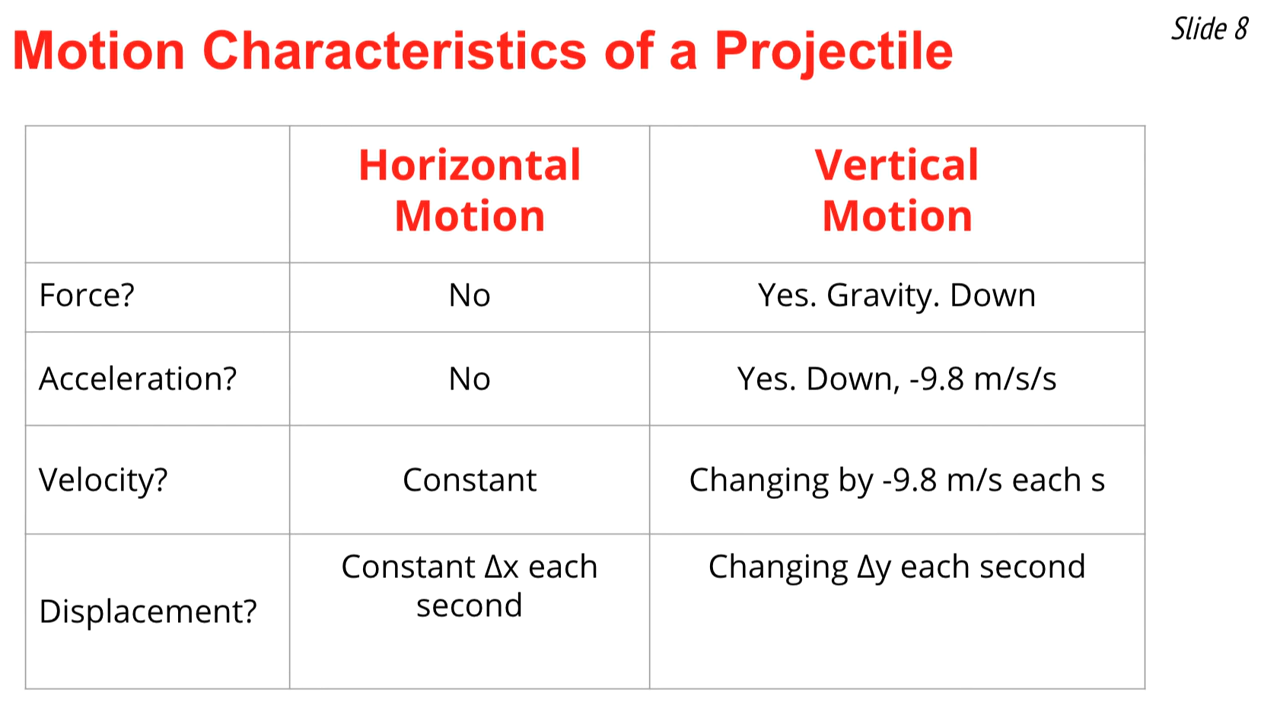 Slide 8
Motion Characteristics of a Projectile
Horizontal
Motion
Vertical
Motion
Force?
No
Yes. Gravity. Down
Acceleration?
No
Yes. Down, -9.8 m/s/s
Velocity?
Constant
Changing by -9.8 m/s each s
Displacement?
Constant Δx each
second
Changing Δy each second